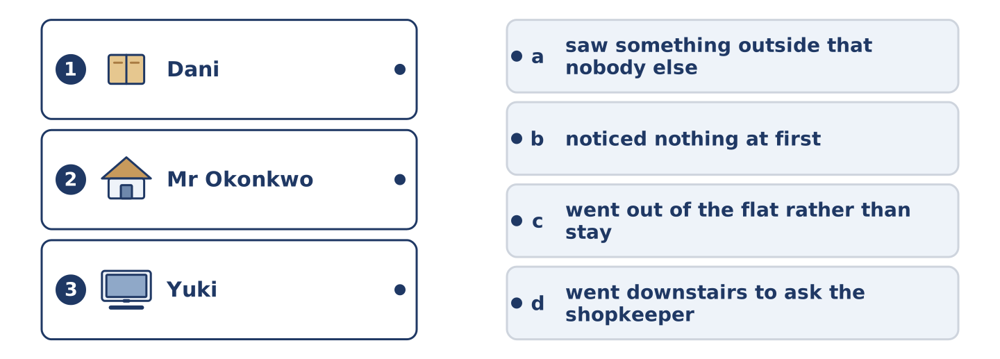 1 Dani
2 Mr Okonkwo
3 Yuki
a saw something outside that
nobody else
b noticed nothing at first
c went out of the flat rather than
stay
d went downstairs to ask the
shopkeeper